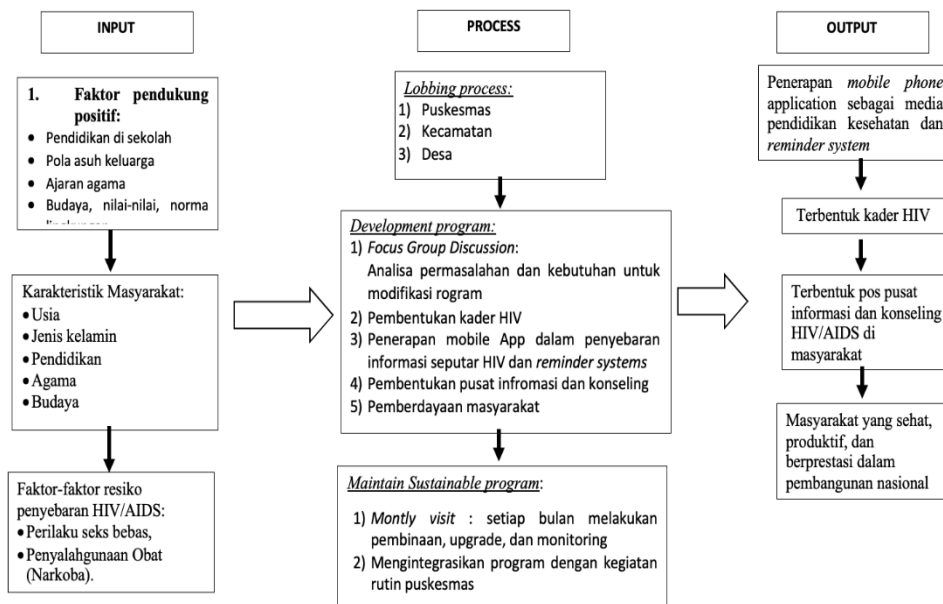 INPUT
1. Faktor pendukung
positif:
• Pendidikan di sekolah
• Pola asuh keluarga
• Ajaran agama
• Budaya, nilai-nilai, norma
Karakteristik Masyarakat:
• Usia
• Jenis kelamin
• Pendidikan
• Agama
• Budaya
Faktor-faktor resiko
penyebaran HIV/AIDS:
• Perilaku seks bebas,
• Penyalahgunaan Obat
(Narkoba).
PROCESS
Lobbing process:
1) Puskesmas
2) Kecamatan
3) Desa
Development program:
1) Focus Group Discussion:
Analisa permasalahan dan kebutuhan untuk
modifikasi rogram
2) Pembentukan kader HIV
3) Penerapan mobile App dalam penyebaran
informasi seputar HIV dan reminder systems
4) Pembentukan pusat infromasi dan konseling
5) Pemberdayaan masyarakat
Maintain Sustainable program:
1) Montly visit : setiap bulan melakukan
pembinaan, upgrade, dan monitoring
2) Mengintegrasikan program dengan kegiatan
rutin puskesmas
OUTPUT
Penerapan mobile phone
application sebagai media
pendidikan kesehatan dan
reminder system
Terbentuk kader HIV
Terbentuk pos pusat
informasi dan konseling
HIV/AIDS di
masyarakat
Masyarakat yang sehat,
produktif, dan
berprestasi dalam
pembangunan nasional